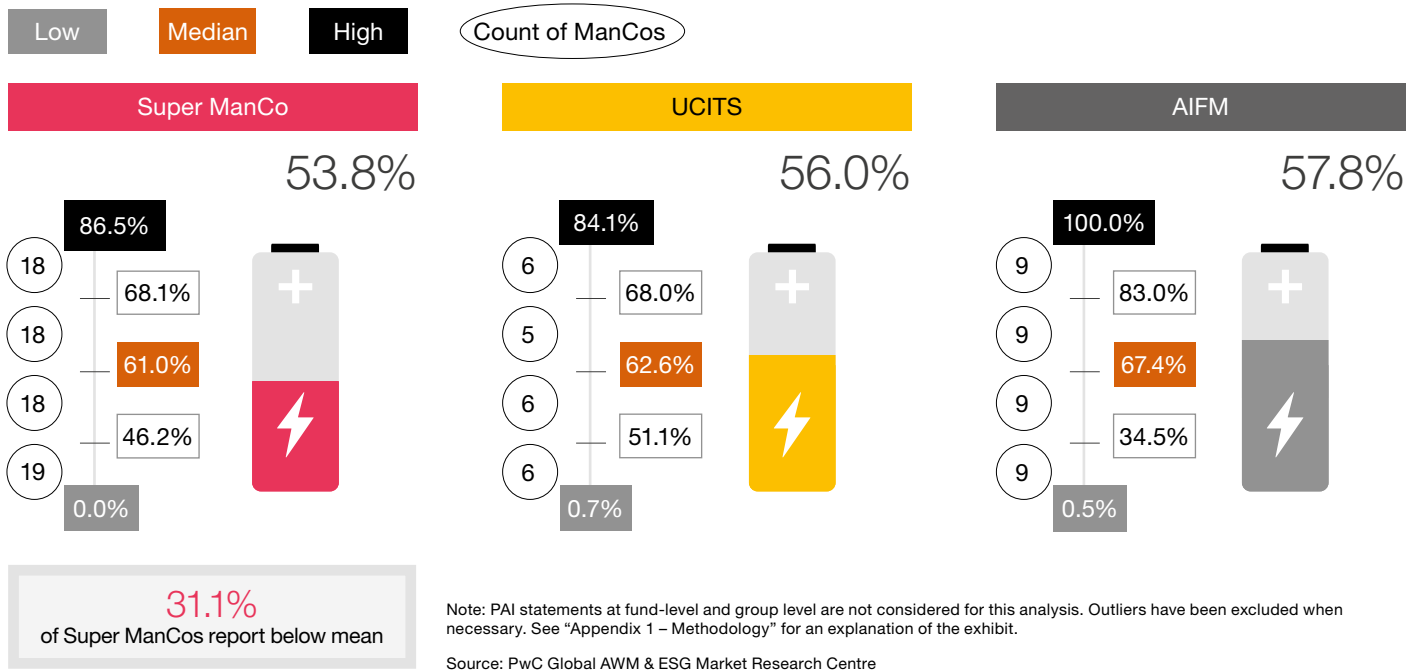 Low
Median
High
Count of ManCos
Super ManCo
53.8%
86.5%
18
68.1%
18
61.0%
18
46.2%
19
0.0%
31.1%
of Super ManCos report below mean
UCITS
56.0%
84.1%
6
68.0%
5
62.6%
6
51.1%
6
0.7%
AIFM
57.8%
100.0%
9
83.0%
9
67.4%
9
34.5%
9
0.5%
Note: PAI statements at fund-level and group level are not considered for this analysis. Outliers have been excluded when
necessary. See “Appendix 1 – Methodology” for an explanation of the exhibit.
Source: PwC Global AWM & ESG Market Research Centre